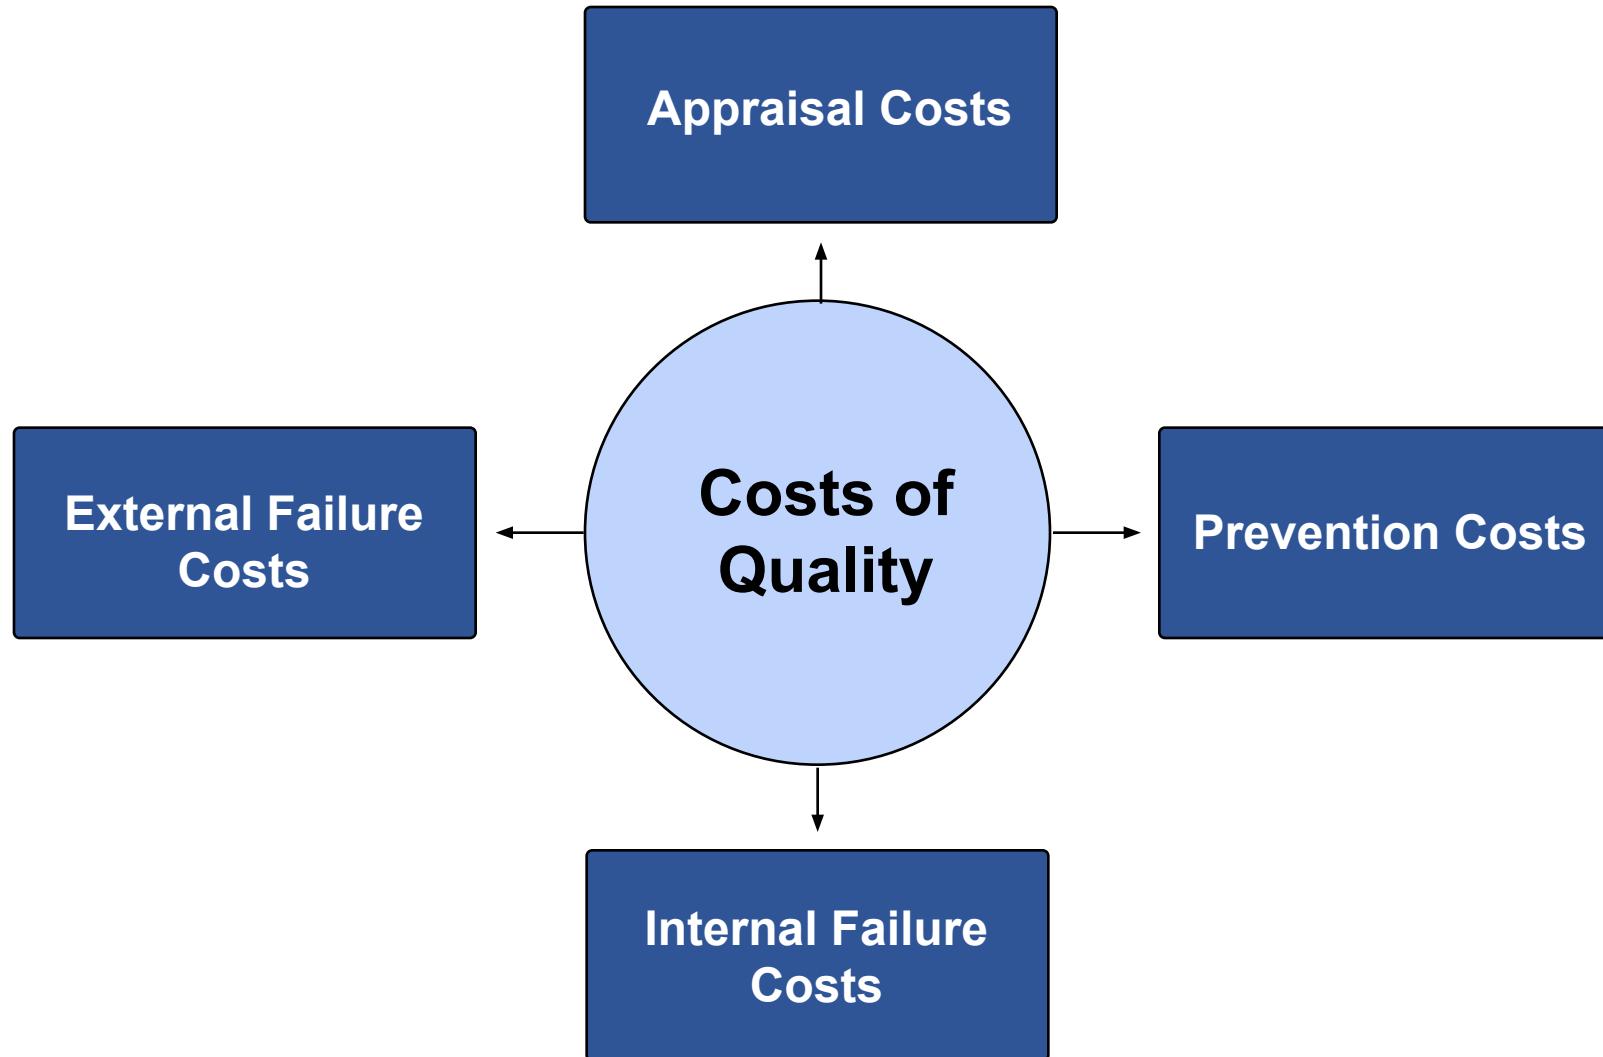 Appraisal Costs
External Failure
Costs
Costs of
Quality
Prevention Costs
Internal Failure
Costs